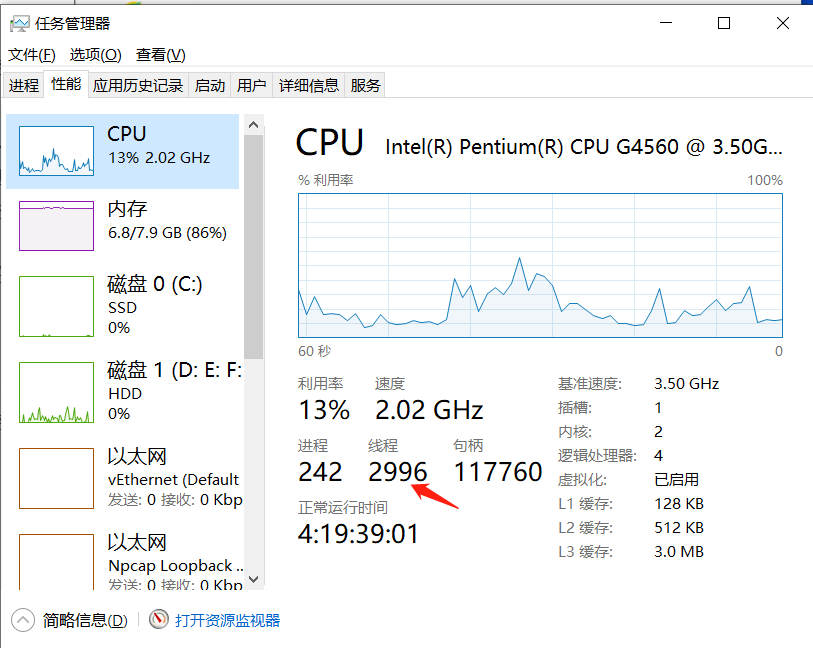 任务管理器
文件(F) 选项(O) 查看(V)
进程 性能 应用历史记录 启动 用户 详细信息 服务
CPU
13% 2.02 GHz
内存
6.8/7.9 GB (86%)
磁盘 0 (C:)
SSD
0%
磁盘 1 (D: E: F:
HDD
0%
以太网
vEthernet (Default
发送: 0 接收: 0 Kbp
以太网
Npcap Loopback ..
发送: 0 接收: 0 Kbp
CPU Intel(R) Pentium(R) CPU G4560 @ 3.50G...
% 利用率 100%
60 秒 0
利用率 速度
13% 2.02 GHz
进程 线程 句柄
242 2996 117760
正常运行时间
4:19:39:01
基准速度: 3.50 GHz
插槽: 1
内核: 2
逻辑处理器: 4
虚拟化: 已启用
L1 缓存: 128 KB
L2 缓存: 512 KB
L3 缓存: 3.0 MB
简略信息(D) 打开资源监视器